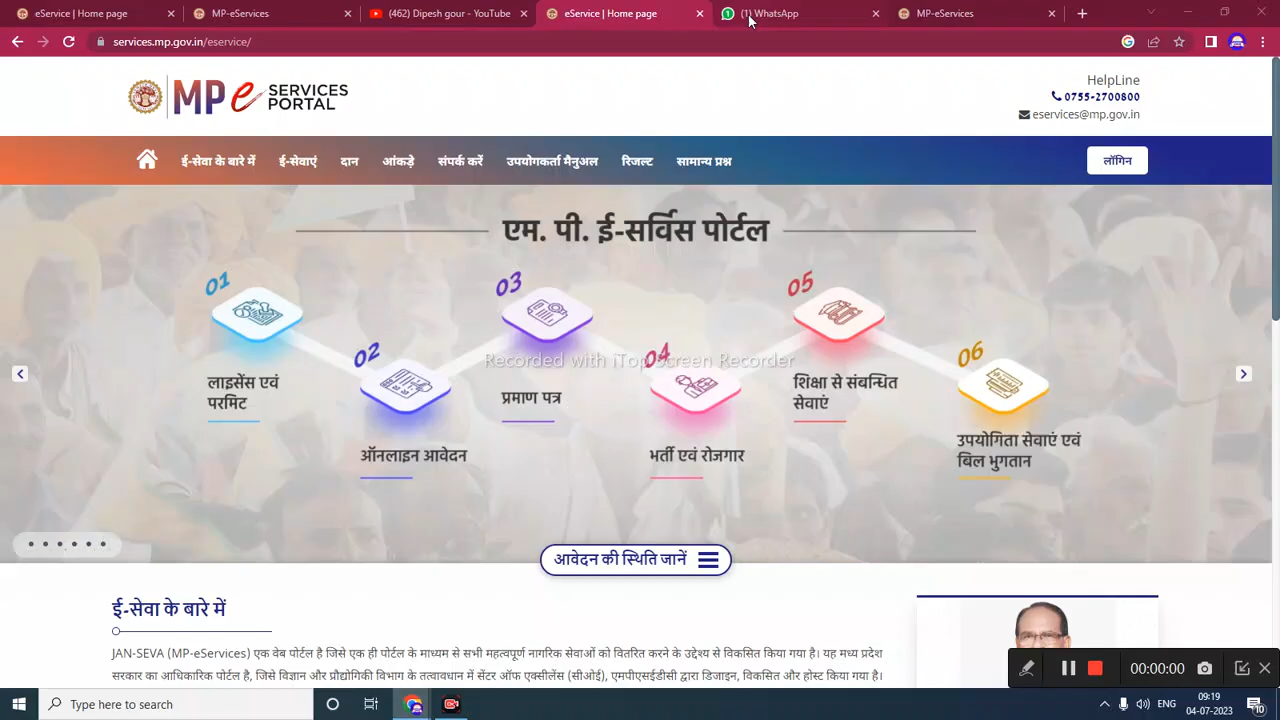 eService | Home page
MP-eServices
(462) Dipesh gour - YouTube
eService | Home page
(1) WhatsApp
MP-eServices
services.mp.gov.in/eservice/
MP e SERVICES PORTAL
HelpLine
0755-2700800
eservices@mp.gov.in
ई-सेवा के बारे में
ई-सेवाएं
दान
आंकड़े
संपर्क करें
उपयोगकर्ता मैनुअल
रिजल्ट
सामान्य प्रश्न
लॉगिन
एम. पी. ई-सर्विस पोर्टल
01
लाइसेंस एवं
परमिट
02
ऑनलाइन आवेदन
03
प्रमाण पत्र
04
भर्ती एवं रोजगार
05
शिक्षा से संबन्धित
सेवाएं
06
उपयोगिता सेवाएं एवं
बिल भुगतान
Recorded with iTop Screen Recorder
आवेदन की स्थिति जानें
ई-सेवा के बारे में
JAN-SEVA (MP-eServices) एक वेब पोर्टल है जिसे एक ही पोर्टल के माध्यम से सभी महत्वपूर्ण नागरिक सेवाओं को वितरित करने के उद्देश्य से विकसित किया गया है। यह मध्य प्रदेश
सरकार का आधिकारिक पोर्टल है, जिसे विज्ञान और प्रौद्योगिकी विभाग के तत्वावधान में सेंटर ऑफ एक्सीलेंस (सीओई), एमपीएसईडीसी द्वारा डिजाइन, विकसित और होस्ट किया गया है।
00:00:00
Type here to search
ENG
09:19
04-07-2023
10